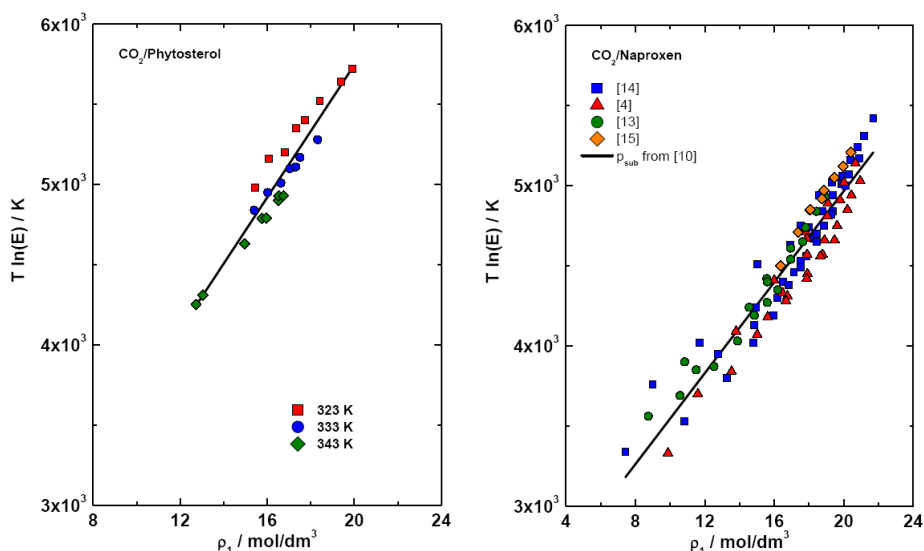 6x10³
CO₂/Phytosterol
5x10³
T ln(E) / K
4x10³
323 K
333 K
343 K
3x10³
8 12 16 20 24
ρ₁ / mol/dm³
6x10³
CO₂/Naproxen
[14]
[4]
[13]
[15]
p_sub from [10]
5x10³
T ln(E) / K
4x10³
3x10³
4 8 12 16 20 24
ρ₁ / mol/dm³